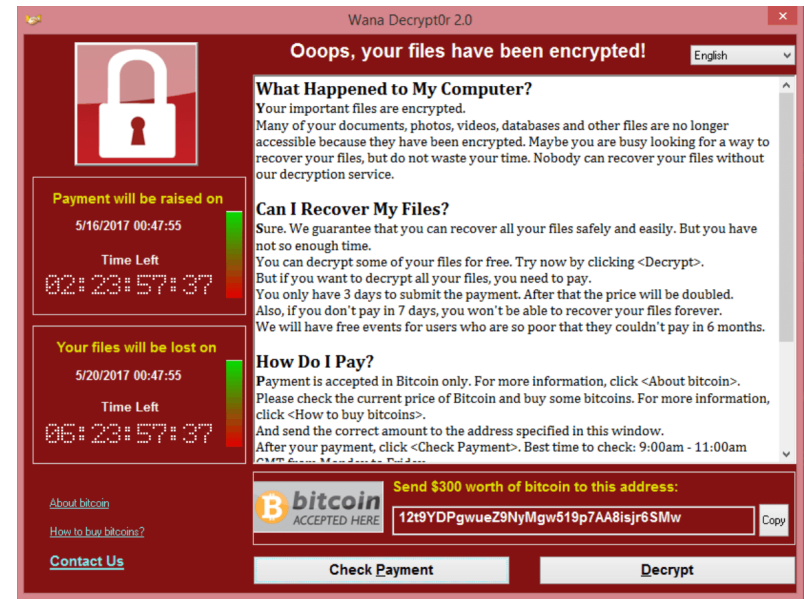 Wana Decrypt0r 2.0
Ooops, your files have been encrypted!
English
What Happened to My Computer?
Your important files are encrypted.
Many of your documents, photos, videos, databases and other files are no longer
accessible because they have been encrypted. Maybe you are busy looking for a way to
recover your files, but do not waste your time. Nobody can recover your files without
our decryption service.
Can I Recover My Files?
Sure. We guarantee that you can recover all your files safely and easily. But you have
not so enough time.
You can decrypt some of your files for free. Try now by clicking <Decrypt>.
But if you want to decrypt all your files, you need to pay.
You only have 3 days to submit the payment. After that the price will be doubled.
Also, if you don't pay in 7 days, you won't be able to recover your files forever.
We will have free events for users who are so poor that they couldn't pay in 6 months.
How Do I Pay?
Payment is accepted in Bitcoin only. For more information, click <About bitcoin>.
Please check the current price of Bitcoin and buy some bitcoins. For more information,
click <How to buy bitcoins>.
And send the correct amount to the address specified in this window.
After your payment, click <Check Payment>. Best time to check: 9:00am - 11:00am
GMT from Monday to Friday.
Payment will be raised on
5/16/2017 00:47:55
Time Left
02:23:57:37
Your files will be lost on
5/20/2017 00:47:55
Time Left
06:23:57:37
About bitcoin
How to buy bitcoins?
Contact Us
bitcoin
ACCEPTED HERE
Send $300 worth of bitcoin to this address:
12t9YDPgwueZ9NyMgw519p7AA8isjr6SMw
Copy
Check Payment
Decrypt